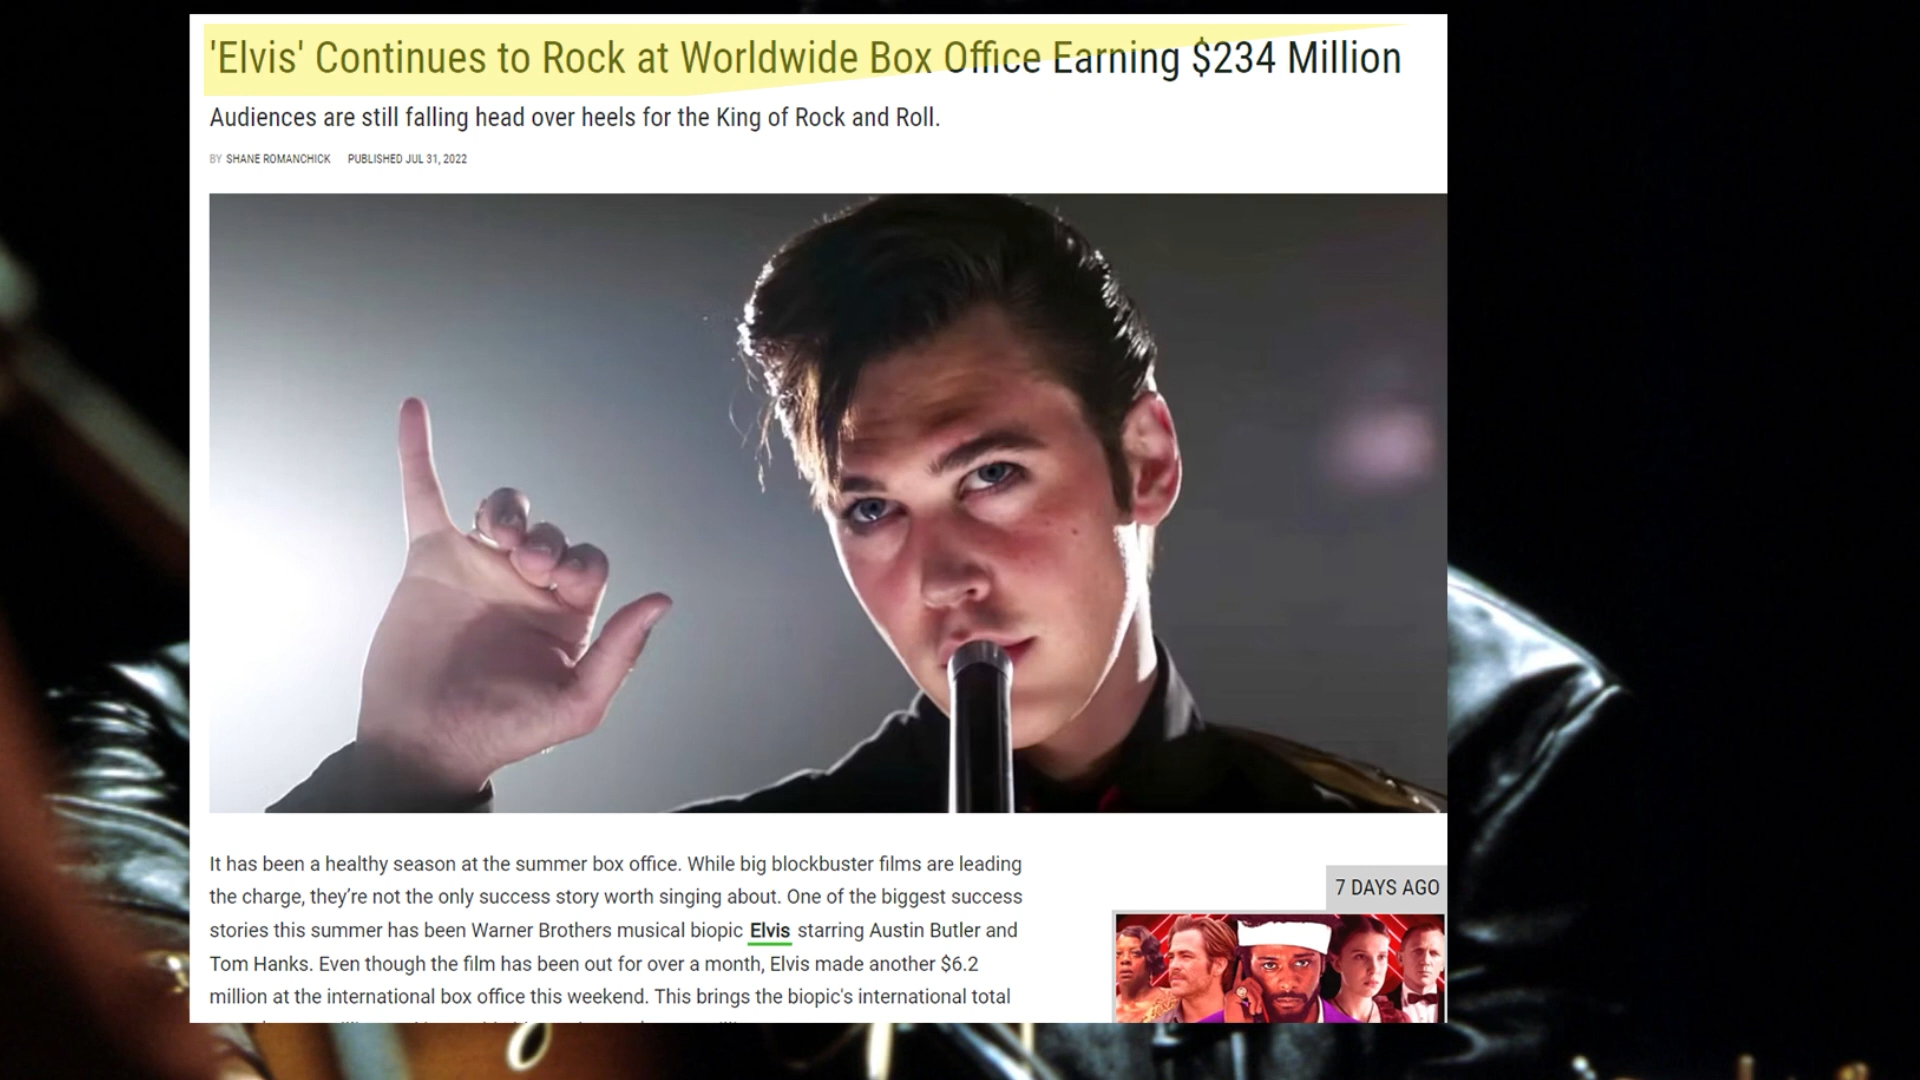 'Elvis' Continues to Rock at Worldwide Box Office Earning $234 Million
Audiences are still falling head over heels for the King of Rock and Roll.
BY SHANE ROMANCHICK PUBLISHED JUL 31, 2022
It has been a healthy season at the summer box office. While big blockbuster films are leading
the charge, they’re not the only success story worth singing about. One of the biggest success
stories this summer has been Warner Brothers musical biopic Elvis starring Austin Butler and
Tom Hanks. Even though the film has been out for over a month, Elvis made another $6.2
million at the international box office this weekend. This brings the biopic's international total
7 DAYS AGO